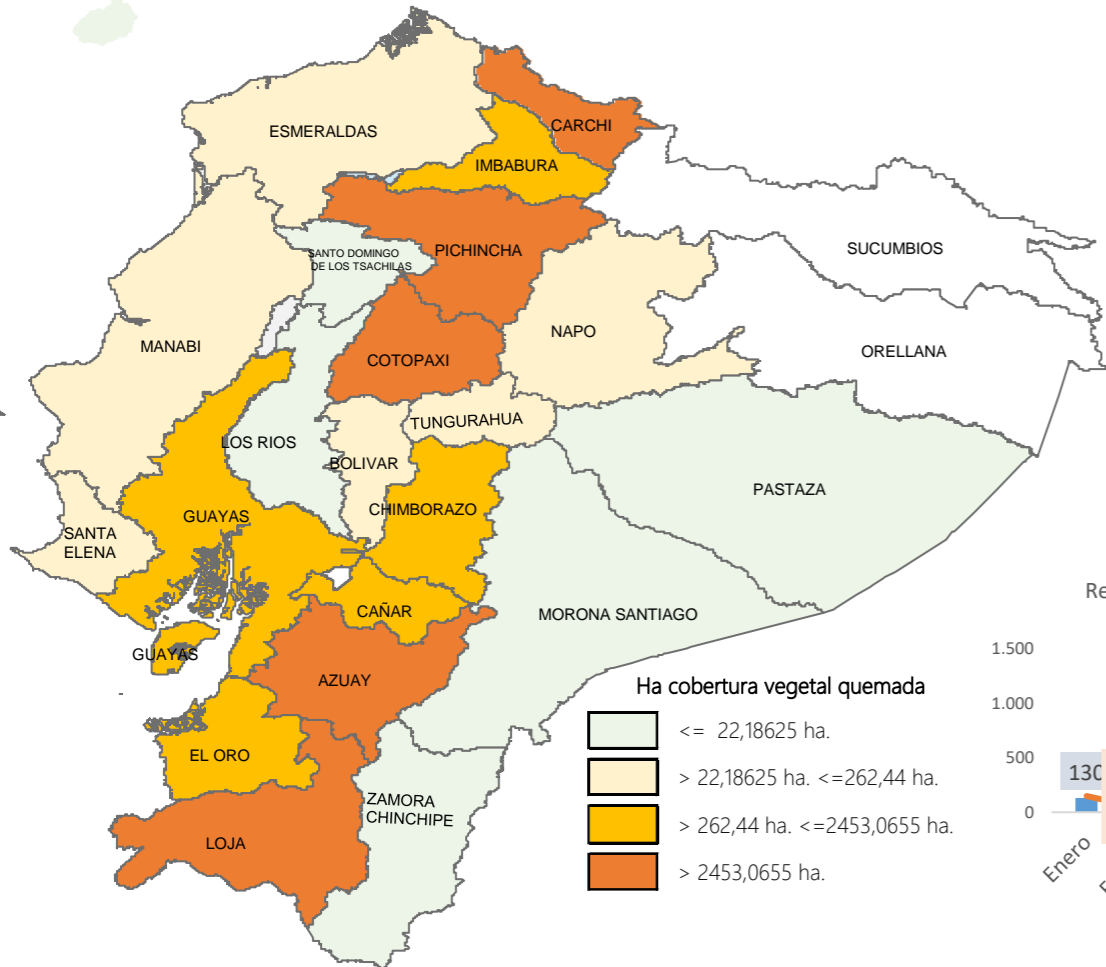 ESMERALDAS
CARCHI
IMBABURA
SUCUMBIOS
PICHINCHA
SANTO DOMINGO
DE LOS TSACHILAS
NAPO
MANABI
ORELLANA
COTOPAXI
TUNGURAHUA
LOS RIOS
BOLIVAR
PASTAZA
CHIMBORAZO
GUAYAS
SANTA
ELENA
CAÑAR
MORONA SANTIAGO
GUAYAS
AZUAY
EL ORO
ZAMORA
CHINCHIPE
LOJA
Ha cobertura vegetal quemada
<= 22,18625 ha.
> 22,18625 ha. <=262,44 ha.
> 262,44 ha. <=2453,0655 ha.
> 2453,0655 ha.
Re
1.500
1.000
500
130
0
Enero